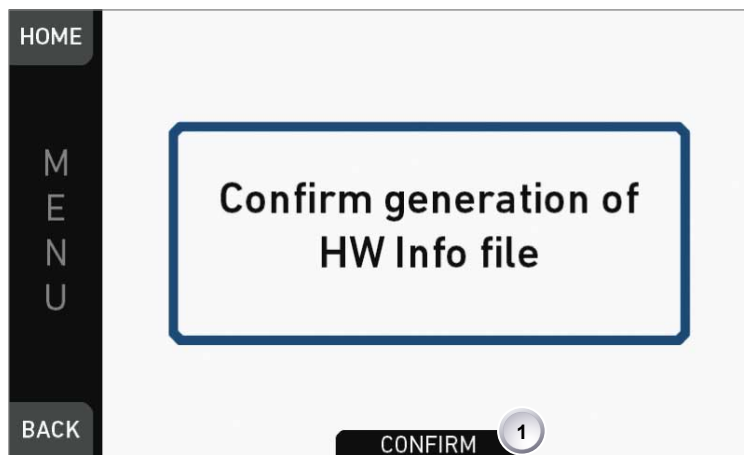 HOME
M
E
N
U
Confirm generation of
HW Info file
BACK
CONFIRM
1